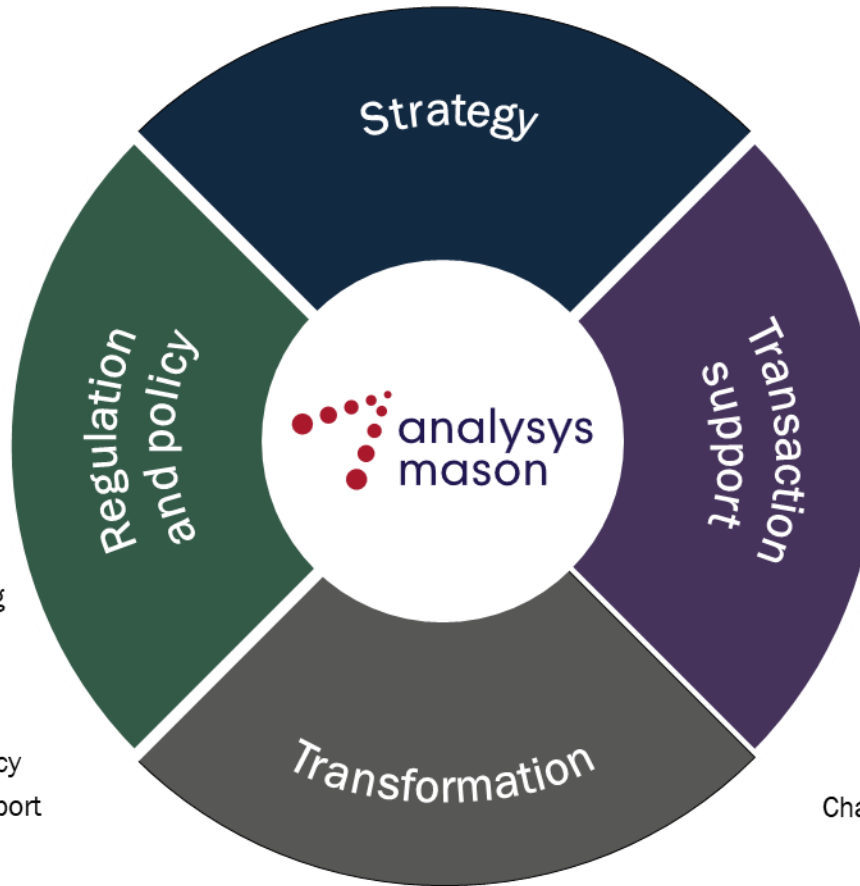 Strategy
Regulation
and policy
analysys
mason
Transaction
support
Transformation